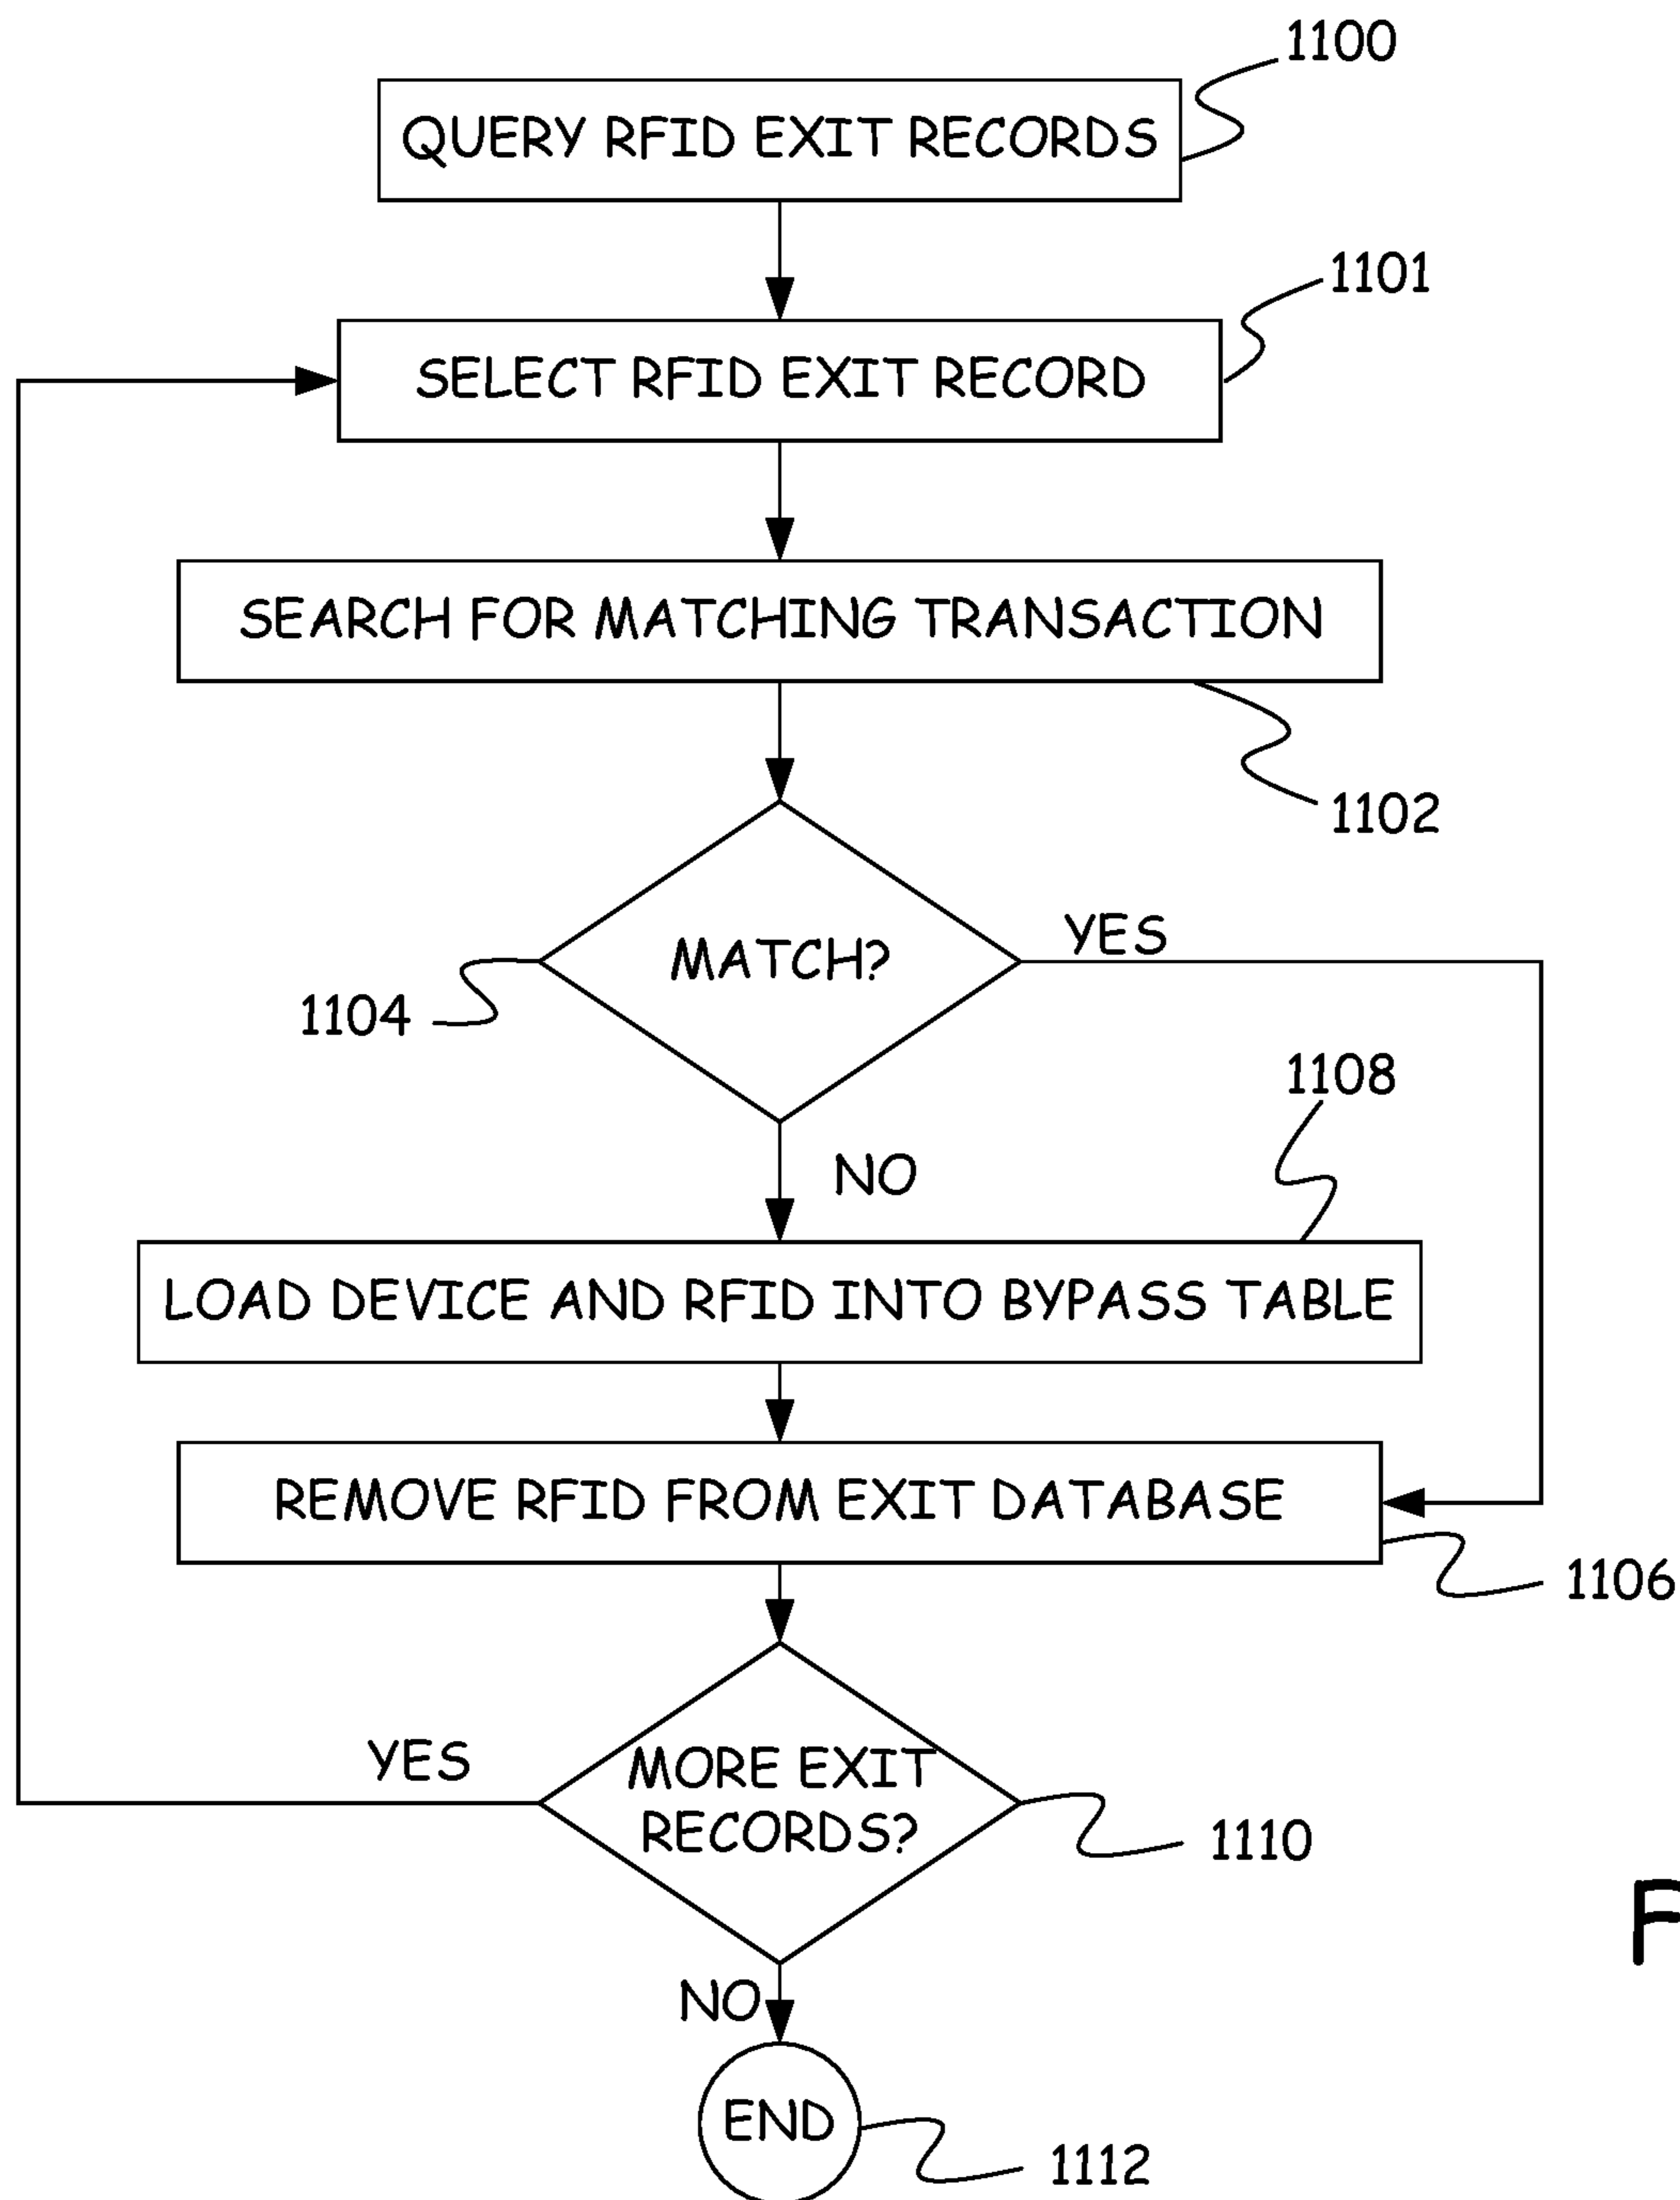 1100
QUERY RFID EXIT RECORDS
1101
SELECT RFID EXIT RECORD
SEARCH FOR MATCHING TRANSACTION
1102
YES
MATCH?
1104
1108
NO
LOAD DEVICE AND RFID INTO BYPASS TABLE
REMOVE RFID FROM EXIT DATABASE
1106
YES
MORE EXIT
RECORDS?
1110
F
NO
END
1112